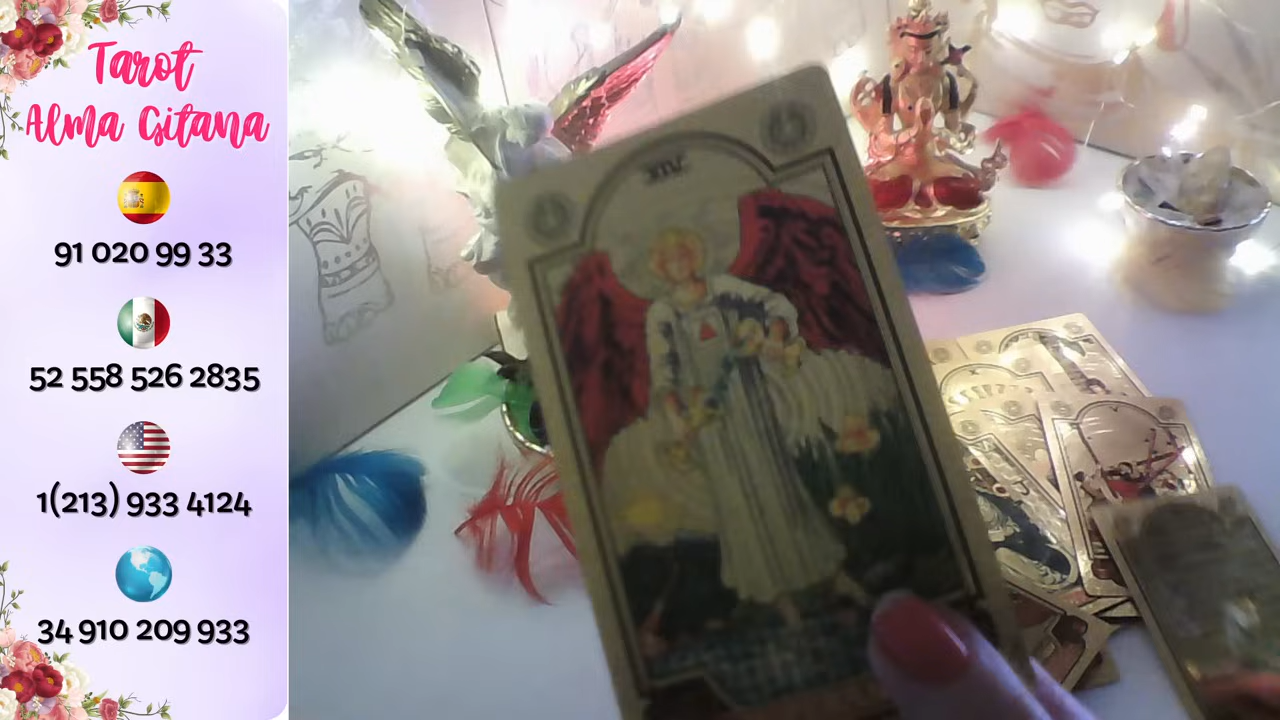 Tarot
Alma Gitana
91 020 99 33
52 558 526 2835
1(213) 933 4124
34 910 209 933
XIV